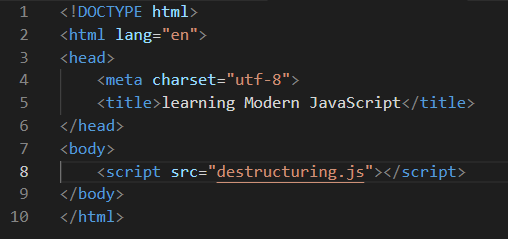 1 <!DOCTYPE html>
2 <html lang="en">
3 <head>
4     <meta charset="utf-8">
5     <title>learning Modern JavaScript</title>
6 </head>
7 <body>
8     <script src="destructuring.js"></script>
9 </body>
10 </html>